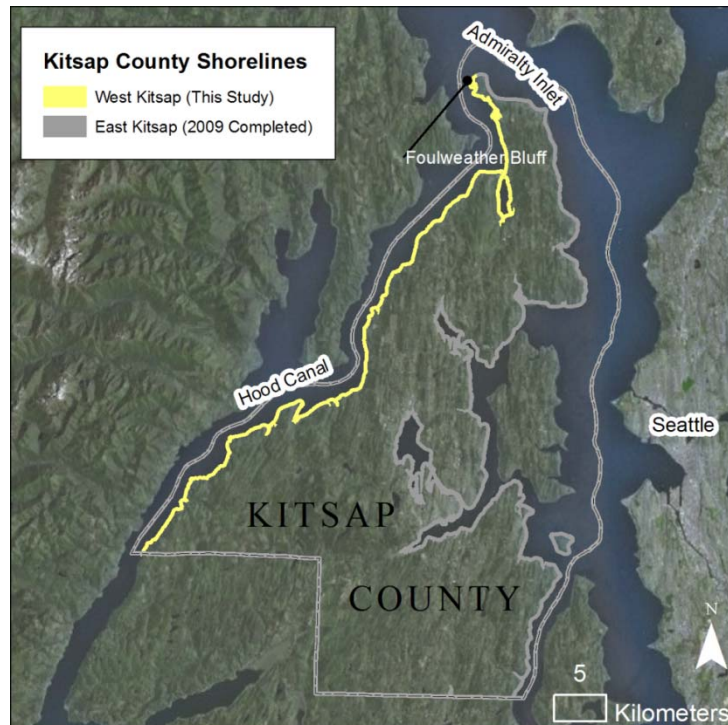 Kitsap County Shorelines
West Kitsap (This Study)
East Kitsap (2009 Completed)
Admiralty Inlet
Foulweather Bluff
Hood Canal
Seattle
KITSAP
COUNTY
N
5
Kilometers